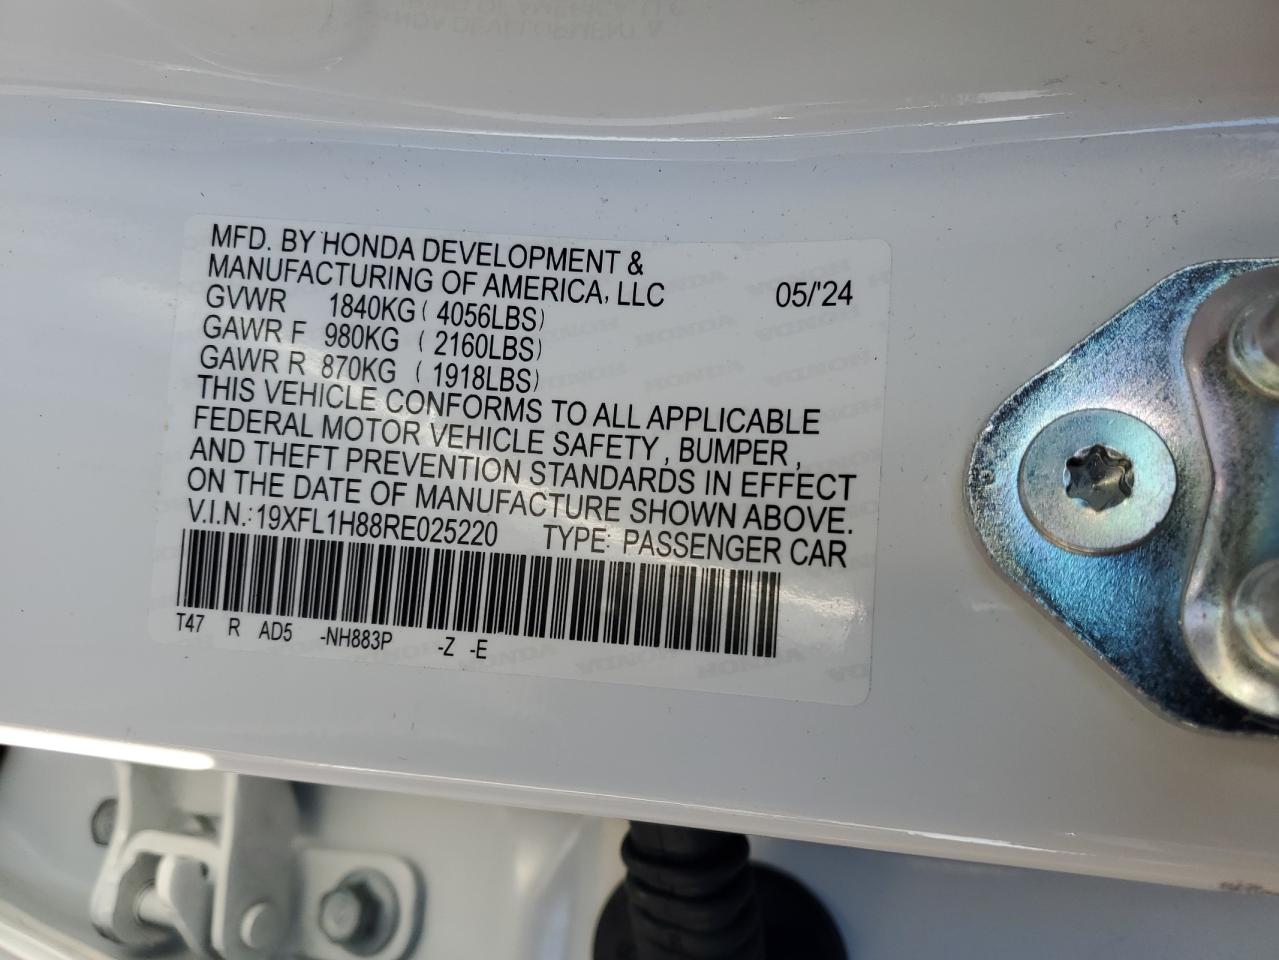 MFD. BY HONDA DEVELOPMENT &
MANUFACTURING OF AMERICA, LLC 05/'24
GVWR 1840KG ( 4056LBS)
GAWR F 980KG ( 2160LBS)
GAWR R 870KG ( 1918LBS)
THIS VEHICLE CONFORMS TO ALL APPLICABLE
FEDERAL MOTOR VEHICLE SAFETY, BUMPER,
AND THEFT PREVENTION STANDARDS IN EFFECT
ON THE DATE OF MANUFACTURE SHOWN ABOVE.
V.I.N.:19XFL1H88RE025220 TYPE: PASSENGER CAR
T47 R AD5 -NH883P -Z -E